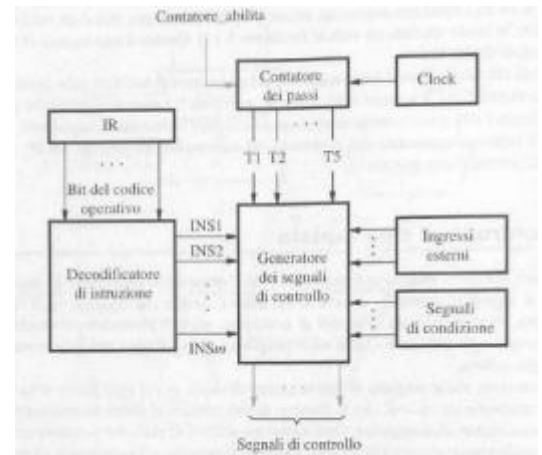 Contatore_abilita
Contatore
dei passi
Clock
IR
. . .
. . .
T1 T2 T5
Bit del codice
operativo
INS1
INS2
Decodificatore
di istruzione
Generatore
dei segnali
di controllo
Ingressi
esterni
Segnali
di condizione
INSm
Segnali di controllo